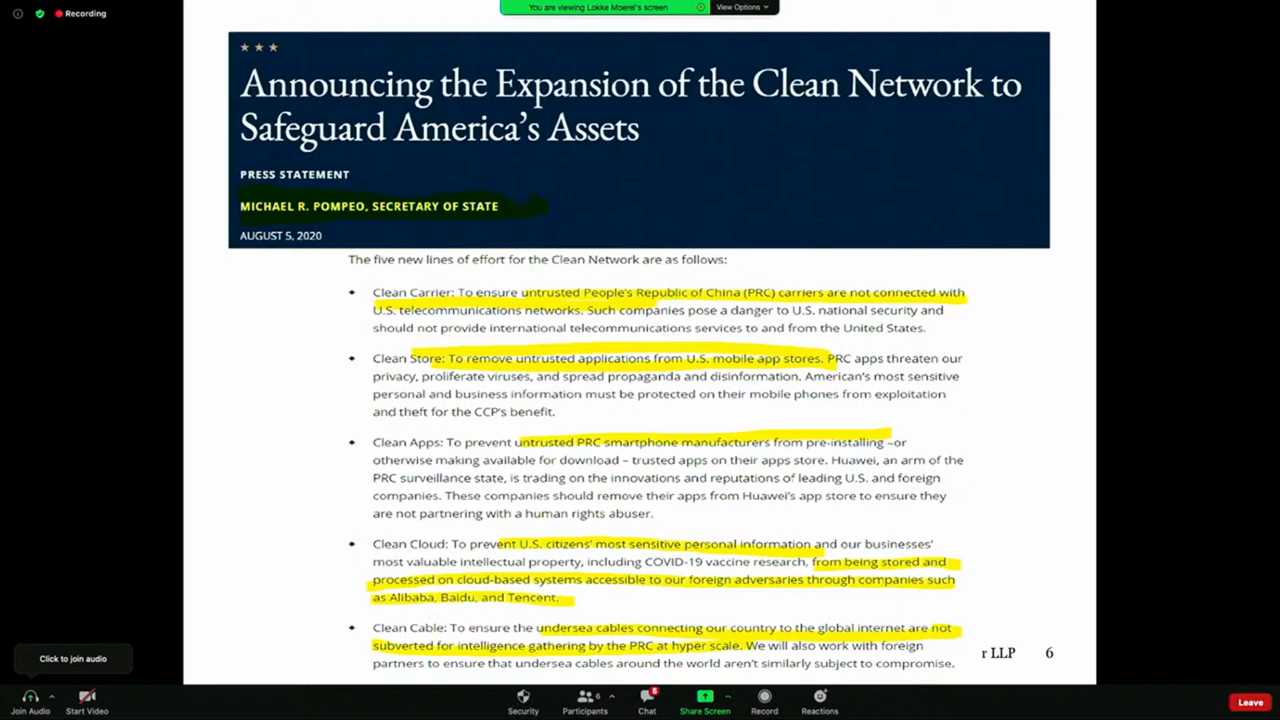 Recording
You are viewing Lokke Moerel's screen
View Options
Announcing the Expansion of the Clean Network to
Safeguard America's Assets
PRESS STATEMENT
MICHAEL R. POMPEO, SECRETARY OF STATE
AUGUST 5, 2020
The five new lines of effort for the Clean Network are as follows:
Clean Carrier: To ensure untrusted People's Republic of China (PRC) carriers are not connected with
U.S. telecommunications networks. Such companies pose a danger to U.S. national security and
should not provide international telecommunications services to and from the United States.
Clean Store: To remove untrusted applications from U.S. mobile app stores. PRC apps threaten our
privacy, proliferate viruses, and spread propaganda and disinformation. American's most sensitive
personal and business information must be protected on their mobile phones from exploitation
and theft for the CCP's benefit.
Clean Apps: To prevent untrusted PRC smartphone manufacturers from pre-installing –or
otherwise making available for download – trusted apps on their apps store. Huawei, an arm of the
PRC surveillance state, is trading on the innovations and reputations of leading U.S. and foreign
companies. These companies should remove their apps from Huawei's app store to ensure they
are not partnering with a human rights abuser.
Clean Cloud: To prevent U.S. citizens' most sensitive personal information and our businesses'
most valuable intellectual property, including COVID-19 vaccine research, from being stored and
processed on cloud-based systems accessible to our foreign adversaries through companies such
as Alibaba, Baidu, and Tencent.
Clean Cable: To ensure the undersea cables connecting our country to the global internet are not
subverted for intelligence gathering by the PRC at hyper scale. We will also work with foreign
partners to ensure that undersea cables around the world aren't similarly subject to compromise.
r LLP 6
Click to join audio
Join Audio
Start Video
Security
Participants
6
Chat
6
Share Screen
Record
Reactions
Leave